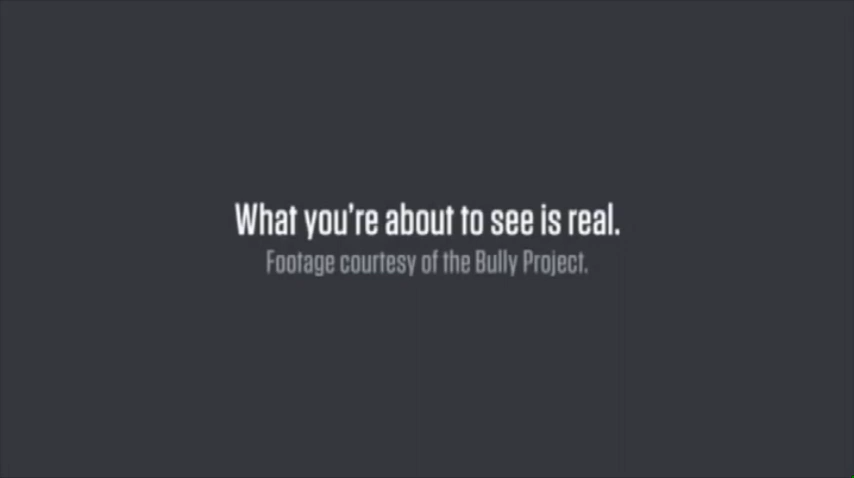 What you're about to see is real.
Footage courtesy of the Bully Project.